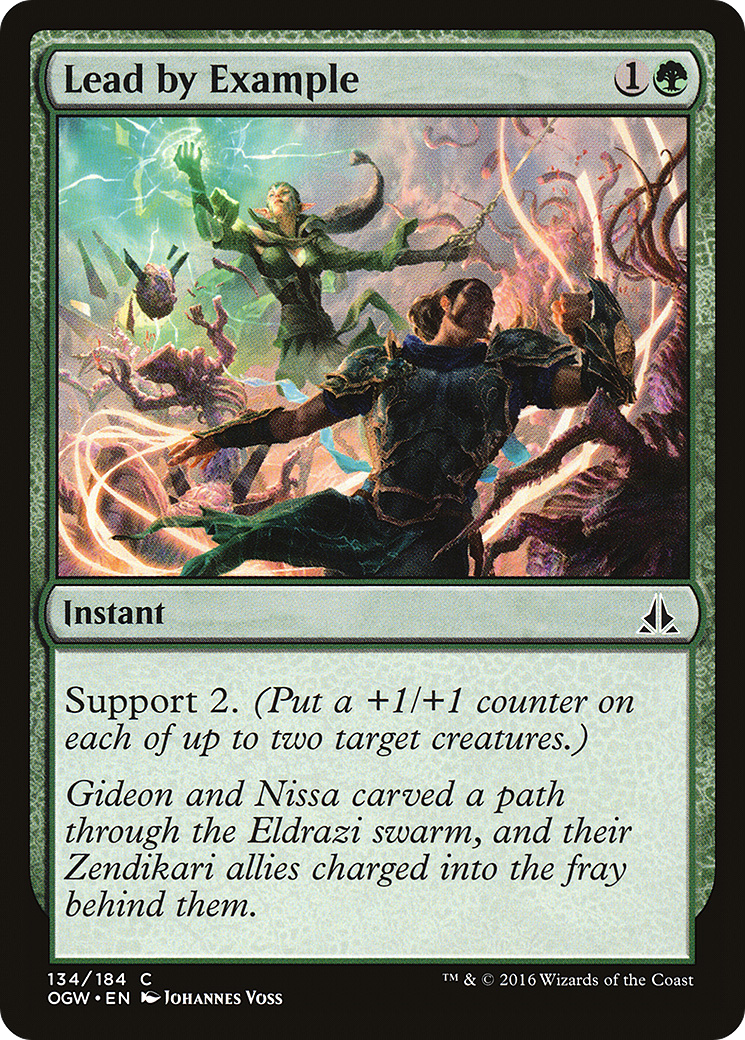 Lead by Example
1
Instant
Support 2. (Put a +1/+1 counter on
each of up to two target creatures.)
Gideon and Nissa carved a path
through the Eldrazi swarm, and their
Zendikari allies charged into the fray
behind them.
134/184 C
OGW • EN Johannes Voss
™ & © 2016 Wizards of the Coast